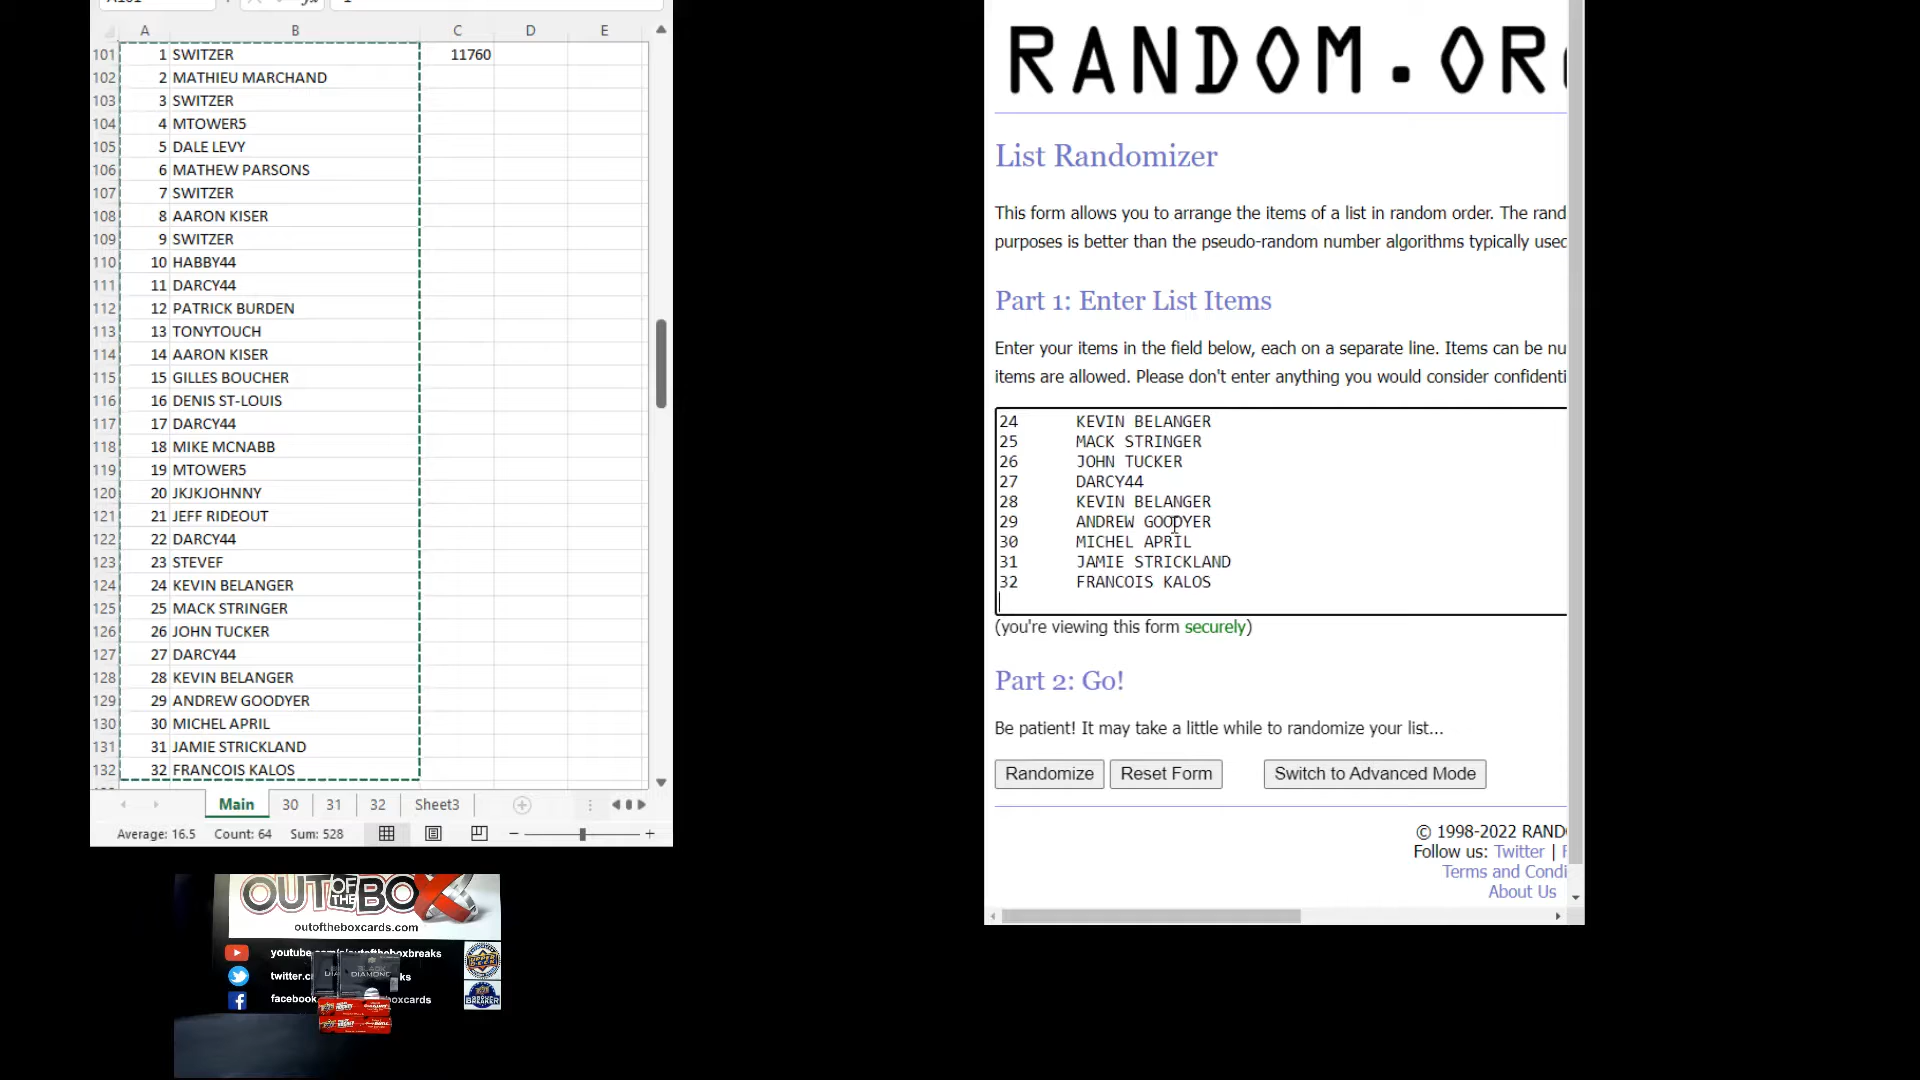 A B C D E
101 1 SWITZER 11760
102 2 MATHIEU MARCHAND
103 3 SWITZER
104 4 MTOWER5
105 5 DALE LEVY
106 6 MATHEW PARSONS
107 7 SWITZER
108 8 AARON KISER
109 9 SWITZER
110 10 HABBY44
111 11 DARCY44
112 12 PATRICK BURDEN
113 13 TONYTOUCH
114 14 AARON KISER
115 15 GILLES BOUCHER
116 16 DENIS ST-LOUIS
117 17 DARCY44
118 18 MIKE MCNABB
119 19 MTOWER5
120 20 JKJKJOHNNY
121 21 JEFF RIDEOUT
122 22 DARCY44
123 23 STEVEF
124 24 KEVIN BELANGER
125 25 MACK STRINGER
126 26 JOHN TUCKER
127 27 DARCY44
128 28 KEVIN BELANGER
129 29 ANDREW GOODYER
130 30 MICHEL APRIL
131 31 JAMIE STRICKLAND
132 32 FRANCOIS KALOS
Main 30 31 32 Sheet3
Average: 16.5 Count: 64 Sum: 528
OUT OF THE BOX
outoftheboxcards.com
outoftheboxbreaks
facebook
boxcards
RANDOM.OR
List Randomizer
This form allows you to arrange the items of a list in random order. The rand
purposes is better than the pseudo-random number algorithms typically used
Part 1: Enter List Items
Enter your items in the field below, each on a separate line. Items can be nu
items are allowed. Please don't enter anything you would consider confidenti
24 KEVIN BELANGER
25 MACK STRINGER
26 JOHN TUCKER
27 DARCY44
28 KEVIN BELANGER
29 ANDREW GOODYER
30 MICHEL APRIL
31 JAMIE STRICKLAND
32 FRANCOIS KALOS
(you're viewing this form securely)
Part 2: Go!
Be patient! It may take a little while to randomize your list...
Randomize Reset Form Switch to Advanced Mode
© 1998-2022 RAND
Follow us: Twitter |
Terms and Condi
About Us